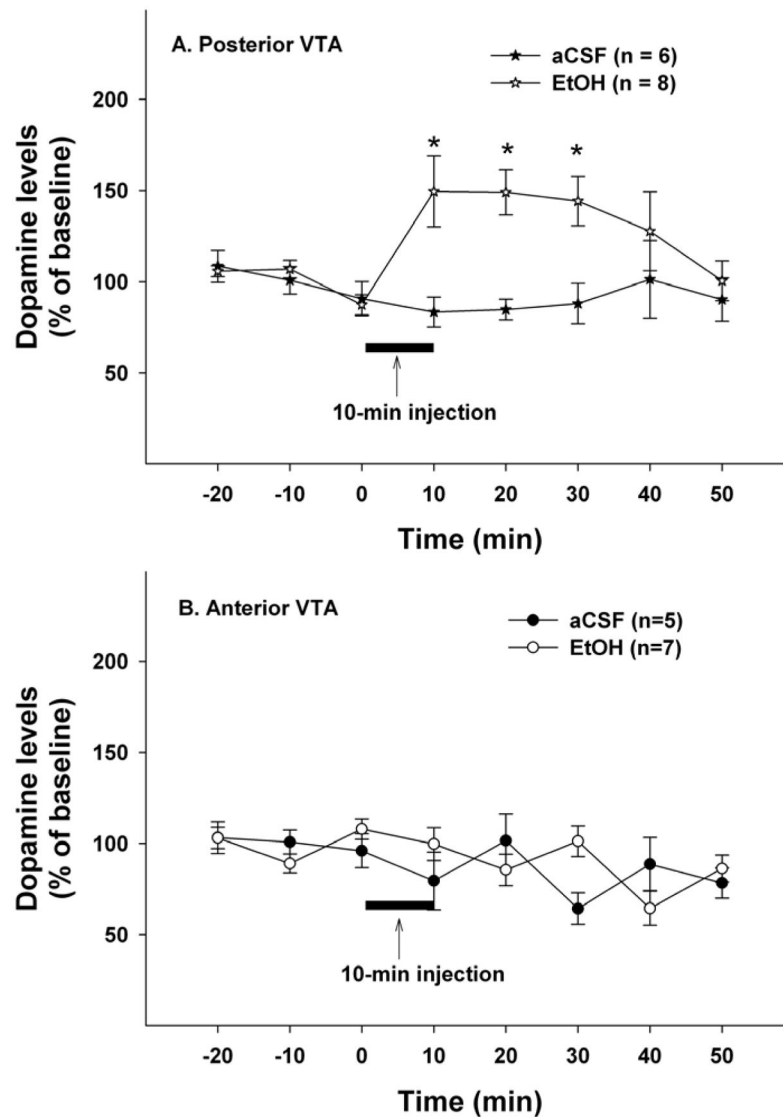 A. Posterior VTA
aCSF (n = 6)
EtOH (n = 8)
200
150
100
50
Dopamine levels
(% of baseline)
* * *
10-min injection
-20 -10 0 10 20 30 40 50
Time (min)
B. Anterior VTA
aCSF (n=5)
EtOH (n=7)
200
150
100
50
Dopamine levels
(% of baseline)
10-min injection
-20 -10 0 10 20 30 40 50
Time (min)